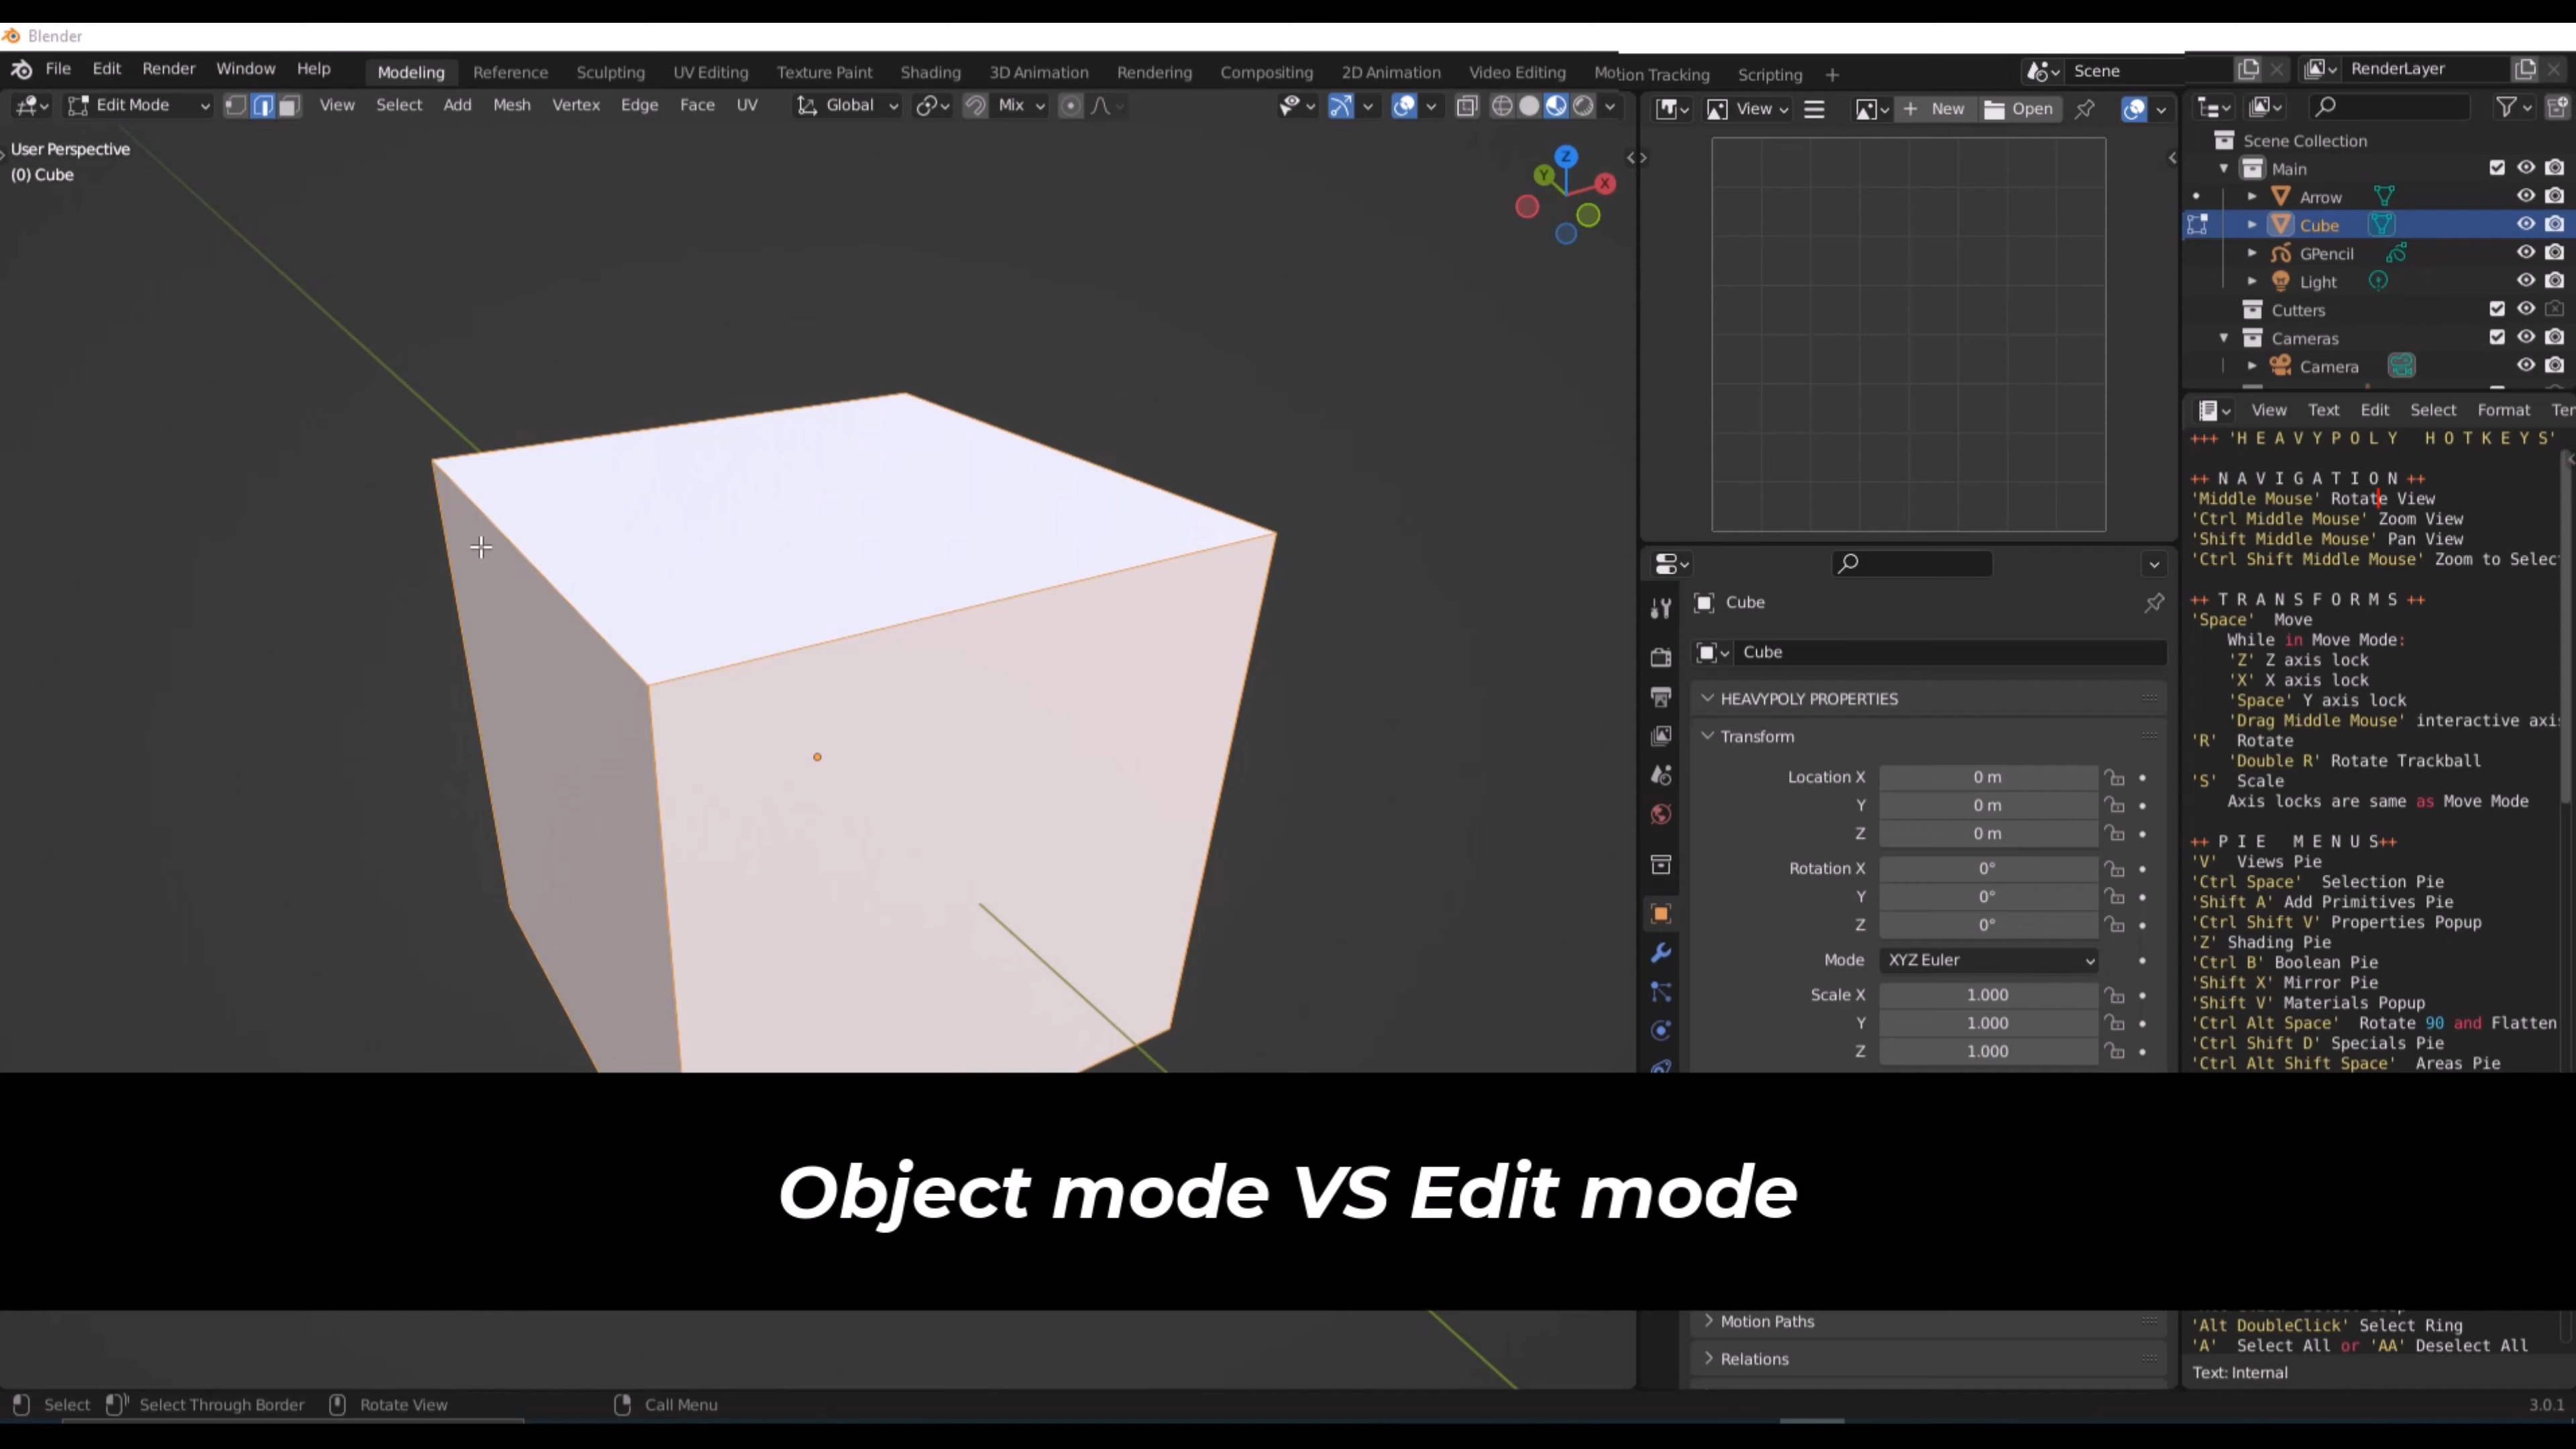 Blender
File Edit Render Window Help Modeling Reference Sculpting UV Editing Texture Paint Shading 3D Animation Rendering Compositing 2D Animation Video Editing Motion Tracking Scripting + Scene RenderLayer
Edit Mode View Select Add Mesh Vertex Edge Face UV Global Mix
User Perspective
(0) Cube
Z
Y
X
View + New Open
Scene Collection
Main
Arrow
Cube
GPencil
Light
Cutters
Cameras
Camera
Cube
Cube
HEAVYPOLY PROPERTIES
Transform
Location X 0 m
Y 0 m
Z 0 m
Rotation X 0°
Y 0°
Z 0°
Mode XYZ Euler
Scale X 1.000
Y 1.000
Z 1.000
Motion Paths
Relations
View Text Edit Select Format
+++ 'H E A V Y P O L Y   H O T K E Y S'
++ N A V I G A T I O N ++
'Middle Mouse' Rotate View
'Ctrl Middle Mouse' Zoom View
'Shift Middle Mouse' Pan View
'Ctrl Shift Middle Mouse' Zoom to Selec
++ T R A N S F O R M S ++
'Space' Move
While in Move Mode:
'Z' Z axis lock
'X' X axis lock
'Space' Y axis lock
'Drag Middle Mouse' interactive axi
'R' Rotate
'Double R' Rotate Trackball
'S' Scale
Axis locks are same as Move Mode
++ P I E   M E N U S++
'V' Views Pie
'Ctrl Space' Selection Pie
'Shift A' Add Primitives Pie
'Ctrl Shift V' Properties Popup
'Z' Shading Pie
'Ctrl B' Boolean Pie
'Shift X' Mirror Pie
'Shift V' Materials Popup
'Ctrl Alt Space' Rotate 90 and Flatten
'Ctrl Shift D' Specials Pie
'Ctrl Alt Shift Space' Areas Pie
'Alt DoubleClick' Select Ring
'A' Select All or 'AA' Deselect All
Text: Internal
Object mode VS Edit mode
Select Select Through Border Rotate View Call Menu 3.0.1